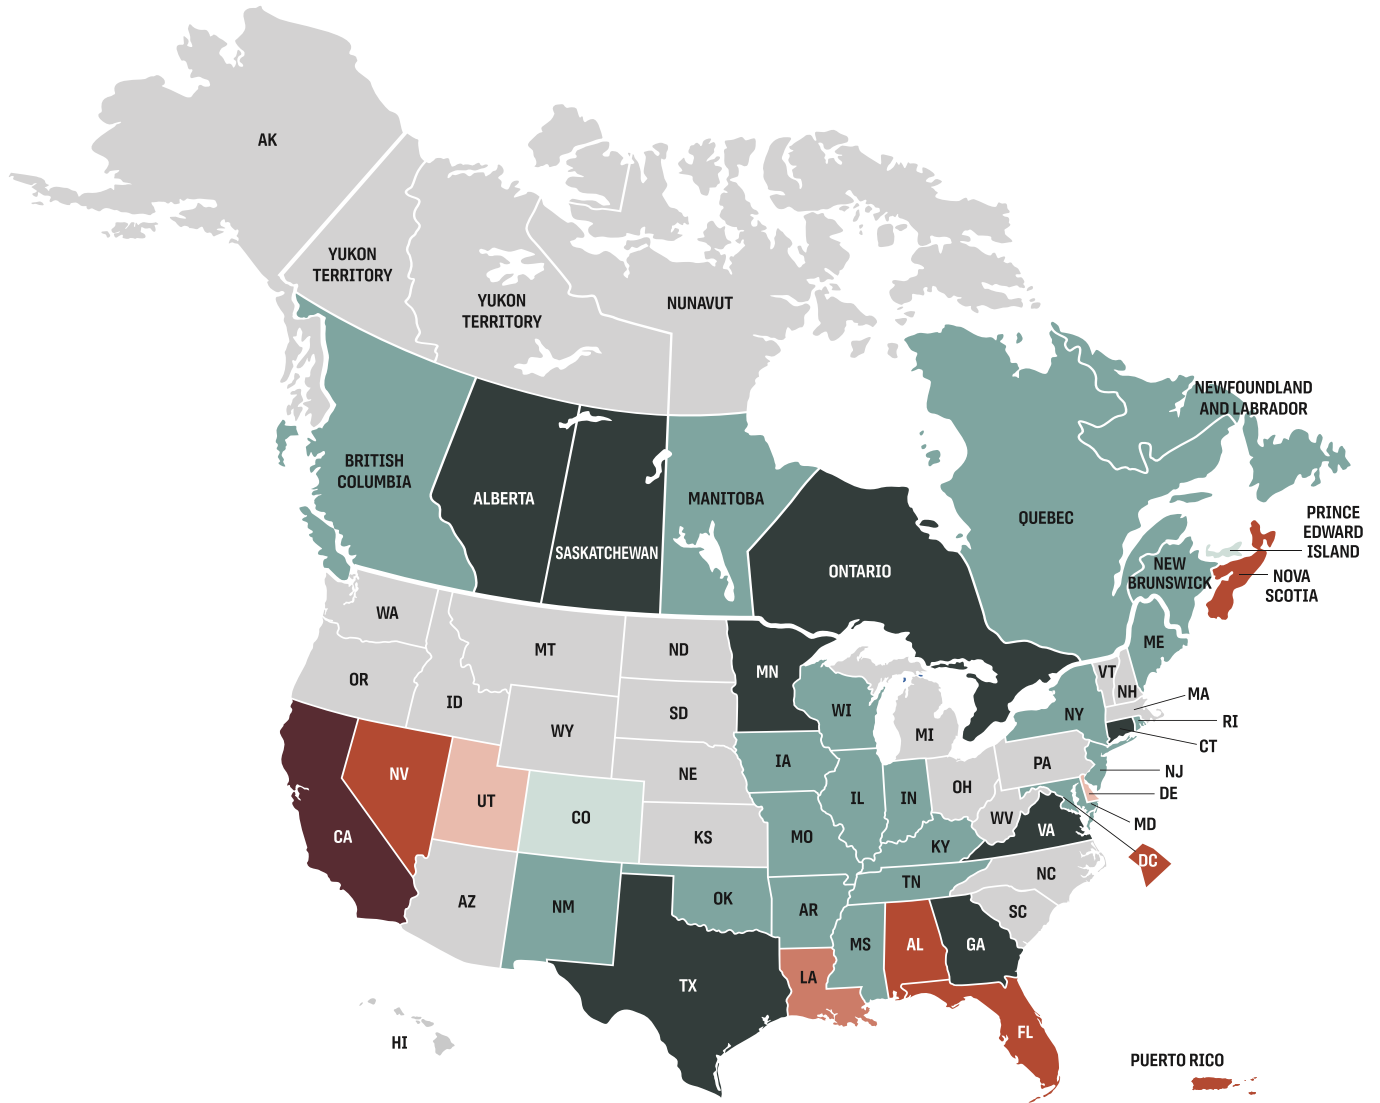 AK
YUKON
TERRITORY
YUKON
TERRITORY
NUNAVUT
NEWFOUNDLAND
AND LABRADOR
BRITISH
COLUMBIA
ALBERTA
SASKATCHEWAN
MANITOBA
ONTARIO
QUEBEC
PRINCE
EDWARD
ISLAND
NEW
BRUNSWICK
NOVA
SCOTIA
WA
MT
ND
MN
ME
VT
NH
MA
OR
ID
SD
WI
MI
NY
RI
CT
WY
NE
IA
PA
NJ
NV
UT
CO
KS
MO
IL
IN
OH
WV
VA
DE
MD
DC
CA
AZ
NM
OK
AR
KY
TN
NC
SC
TX
LA
MS
AL
GA
FL
HI
PUERTO RICO